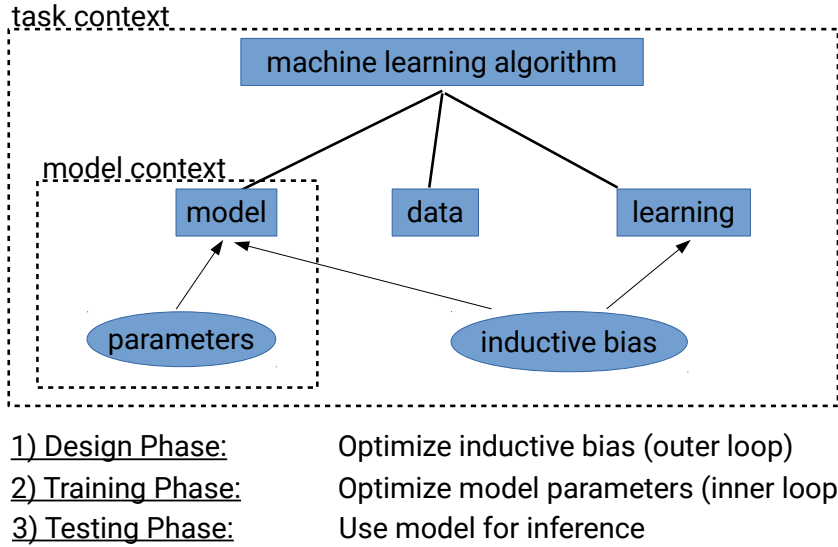 task context
machine learning algorithm
model context
model
data
learning
parameters
inductive bias
1) Design Phase: Optimize inductive bias (outer loop)
2) Training Phase: Optimize model parameters (inner loop
3) Testing Phase: Use model for inference